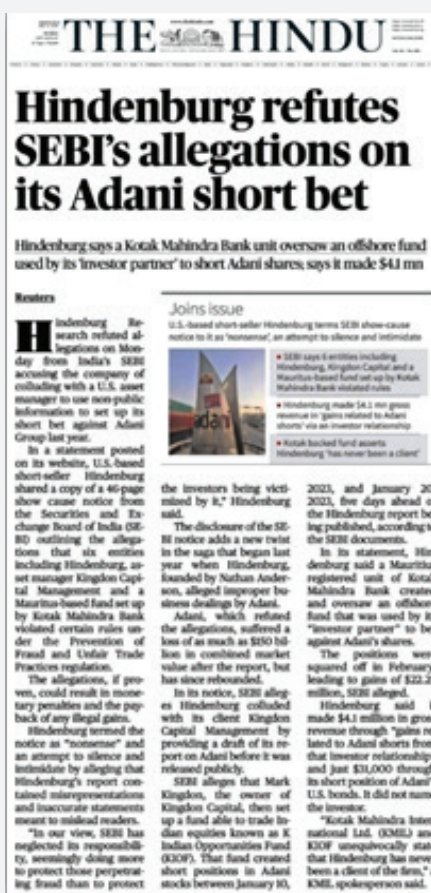 THE HINDU
Hindenburg refutes
SEBI's allegations on
its Adani short bet
Hindenburg says a Kotak Mahindra Bank unit oversaw an offshore fund
used by its 'investor partner' to short Adani shares; says it made $4.1 mn
Reuters
Hindenburg Re-
search refuted al-
legations on Mon-
day from India's SEBI
accusing the company of
colluding with a U.S. asset
manager to use non-public
information to set up its
short bet against Adani
Group last year.
In a statement posted
on its website, U.S.-based
short-seller Hindenburg
shared a copy of a 46-page
show cause notice from
the Securities and Ex-
change Board of India (SE-
BI) outlining the allega-
tions that six entities
including Hindenburg, as-
set manager Kingdon Capi-
tal Management and a
Mauritius-based fund set up
by Kotak Mahindra Bank
violated certain rules un-
der the Prevention of
Fraud and Unfair Trade
Practices regulation.
The allegations, if pro-
ven, could result in mone-
tary penalties and the pay-
back of any illegal gains.
Hindenburg termed the
notice as "nonsense" and
an attempt to silence and
intimidate by alleging that
Hindenburg's report con-
tained misrepresentations
and inaccurate statements
meant to mislead readers.
"In our view, SEBI has
neglected its responsibili-
ty, seemingly doing more
to protect those perpetrat-
ing fraud than to protect
Joins issue
U.S.-based short-seller Hindenburg terms SEBI show-cause
notice to it as 'nonsense', an attempt to silence and intimidate
adani
• SEBI says 6 entities including
Hindenburg, Kingdon Capital and a
Mauritius-based fund set up by Kotak
Mahindra Bank violated rules
• Hindenburg made $4.1 mn gross
revenue in 'gains related to Adani
shorts' via an investor relationship
• Kotak backed fund asserts
Hindenburg 'has never been a client'
the investors being victi-
mized by it," Hindenburg
said.
The disclosure of the SE-
BI notice adds a new twist
in the saga that began last
year when Hindenburg,
founded by Nathan Ander-
son, alleged improper bu-
siness dealings by Adani.
Adani, which refuted
the allegations, suffered a
loss of as much as $150 bil-
lion in combined market
value after the report, but
has since rebounded.
In its notice, SEBI alleg-
es Hindenburg colluded
with its client Kingdon
Capital Management by
providing a draft of its re-
port on Adani before it was
released publicly.
SEBI alleges that Mark
Kingdon, the owner of
Kingdon Capital, then set
up a fund able to trade In-
dian equities known as K
Indian Opportunities Fund
(KIOF). That fund created
short positions in Adani
stocks between January 10,
2023, and January 20
2023, five days ahead o
the Hindenburg report be
ing published, according t
the SEBI documents.
In its statement, Hin
denburg said a Mauritiu
registered unit of Kotak
Mahindra Bank created
and oversaw an offshore
fund that was used by its
"investor partner" to be
against Adani's shares.
The positions were
squared off in February
leading to gains of $22.2
million, SEBI alleged.
Hindenburg said i
made $4.1 million in gros
revenue through "gains re
lated to Adani shorts from
that investor relationship
and just $31,000 through
its short position of Adani'
U.S. bonds. It did not name
the investor.
"Kotak Mahindra Inter
national Ltd. (KMIL) and
KIOF unequivocally stat
that Hindenburg has neve
been a client of the firm,"
KMIL spokesperson said